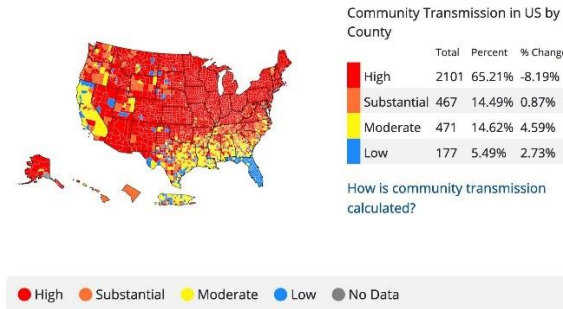 Community Transmission in US by
County
Total Percent % Change
High 2101 65.21% -8.19%
Substantial 467 14.49% 0.87%
Moderate 471 14.62% 4.59%
Low 177 5.49% 2.73%
How is community transmission
calculated?
High Substantial Moderate Low No Data